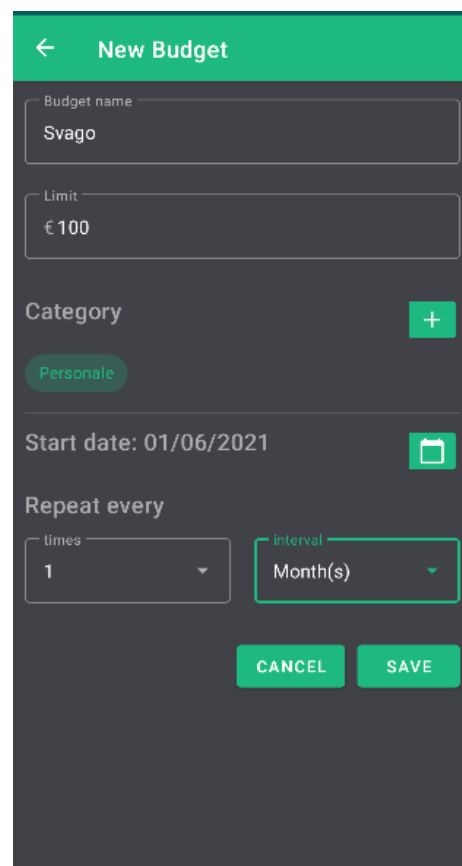 New Budget
Budget name
Svago
Limit
€ 100
Category
Personale
Start date: 01/06/2021
Repeat every
times
interval
1
Month(s)
CANCEL
SAVE